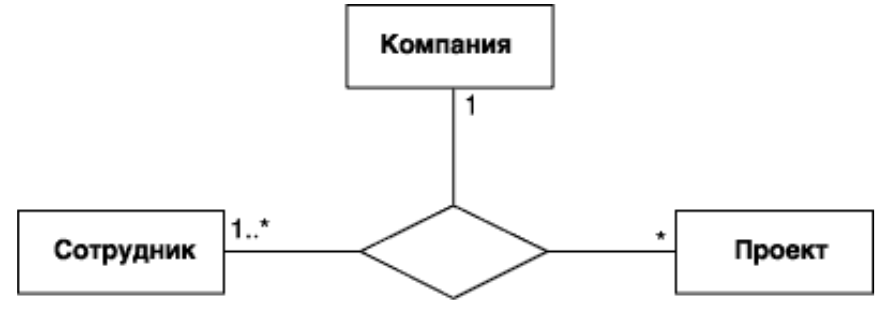 Компания
1
Сотрудник
1..*
*
Проект